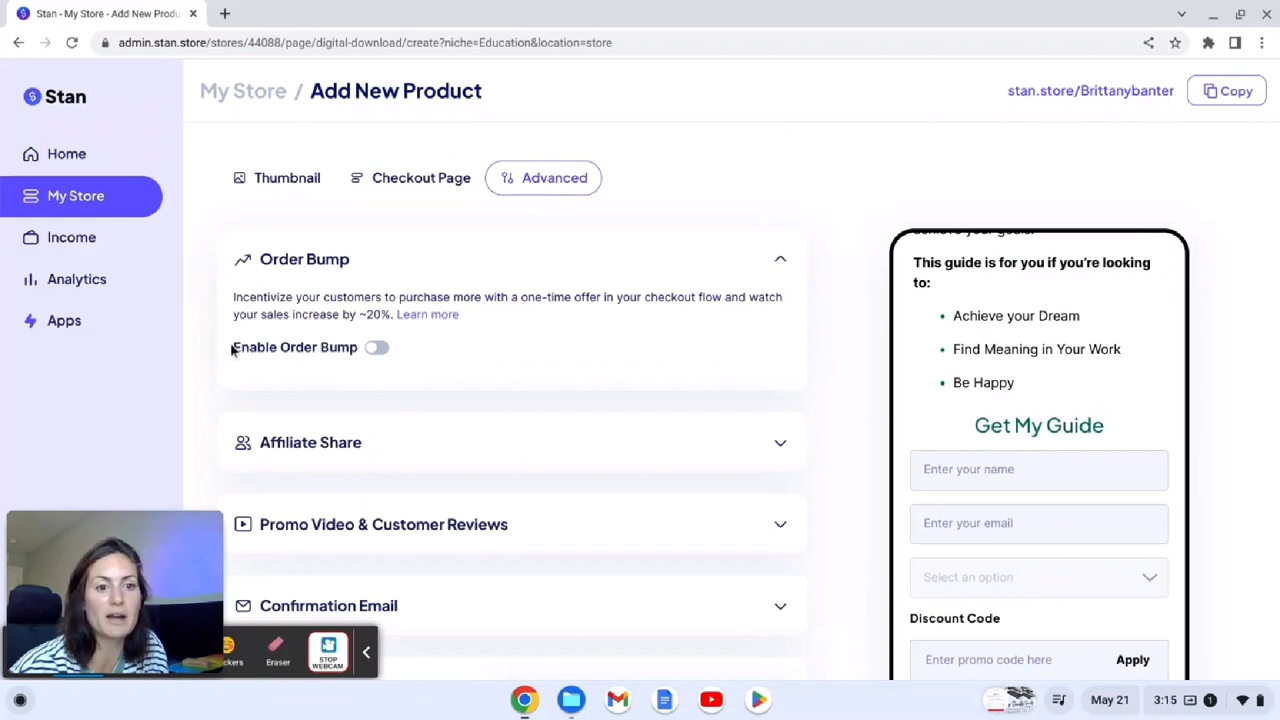 Stan - My Store - Add New Produ
admin.stan.store/stores/44088/page/digital-download/create?niche=Education&location=store
Stan
My Store / Add New Product
stan.store/Brittanybanter
Copy
Home
My Store
Income
Analytics
Apps
Thumbnail
Checkout Page
Advanced
Order Bump
Incentivize your customers to purchase more with a one-time offer in your checkout flow and watch
your sales increase by ~20%. Learn more
Enable Order Bump
Affiliate Share
Promo Video & Customer Reviews
Confirmation Email
This guide is for you if you're looking
to:
• Achieve your Dream
• Find Meaning in Your Work
• Be Happy
Get My Guide
Enter your name
Enter your email
Select an option
Discount Code
Enter promo code here
Apply
ckers
Eraser
STOP
WEBCAM
May 21
3:15
1